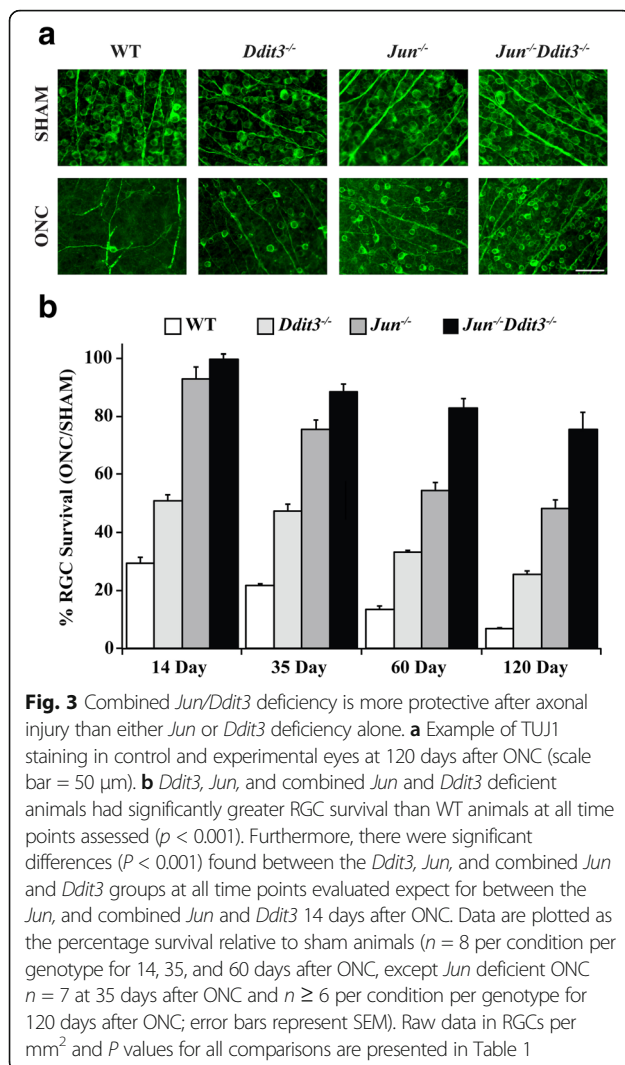 a
WT Ddit3-/- Jun-/- Jun-/-Ddit3-/-
SHAM
ONC
b
WT Ddit3-/- Jun-/- Jun-/-Ddit3-/-
% RGC Survival (ONC/SHAM)
100
80
60
40
20
0
14 Day 35 Day 60 Day 120 Day
Fig. 3 Combined Jun/Ddit3 deficiency is more protective after axonal
injury than either Jun or Ddit3 deficiency alone. a Example of TUJ1
staining in control and experimental eyes at 120 days after ONC (scale
bar = 50 μm). b Ddit3, Jun, and combined Jun and Ddit3 deficient
animals had significantly greater RGC survival than WT animals at all time
points assessed (p < 0.001). Furthermore, there were significant
differences (P < 0.001) found between the Ddit3, Jun, and combined Jun
and Ddit3 groups at all time points evaluated expect for between the
Jun, and combined Jun and Ddit3 14 days after ONC. Data are plotted as
the percentage survival relative to sham animals (n = 8 per condition per
genotype for 14, 35, and 60 days after ONC, except Jun deficient ONC
n = 7 at 35 days after ONC and n ≥ 6 per condition per genotype for
120 days after ONC; error bars represent SEM). Raw data in RGCs per
mm2 and P values for all comparisons are presented in Table 1